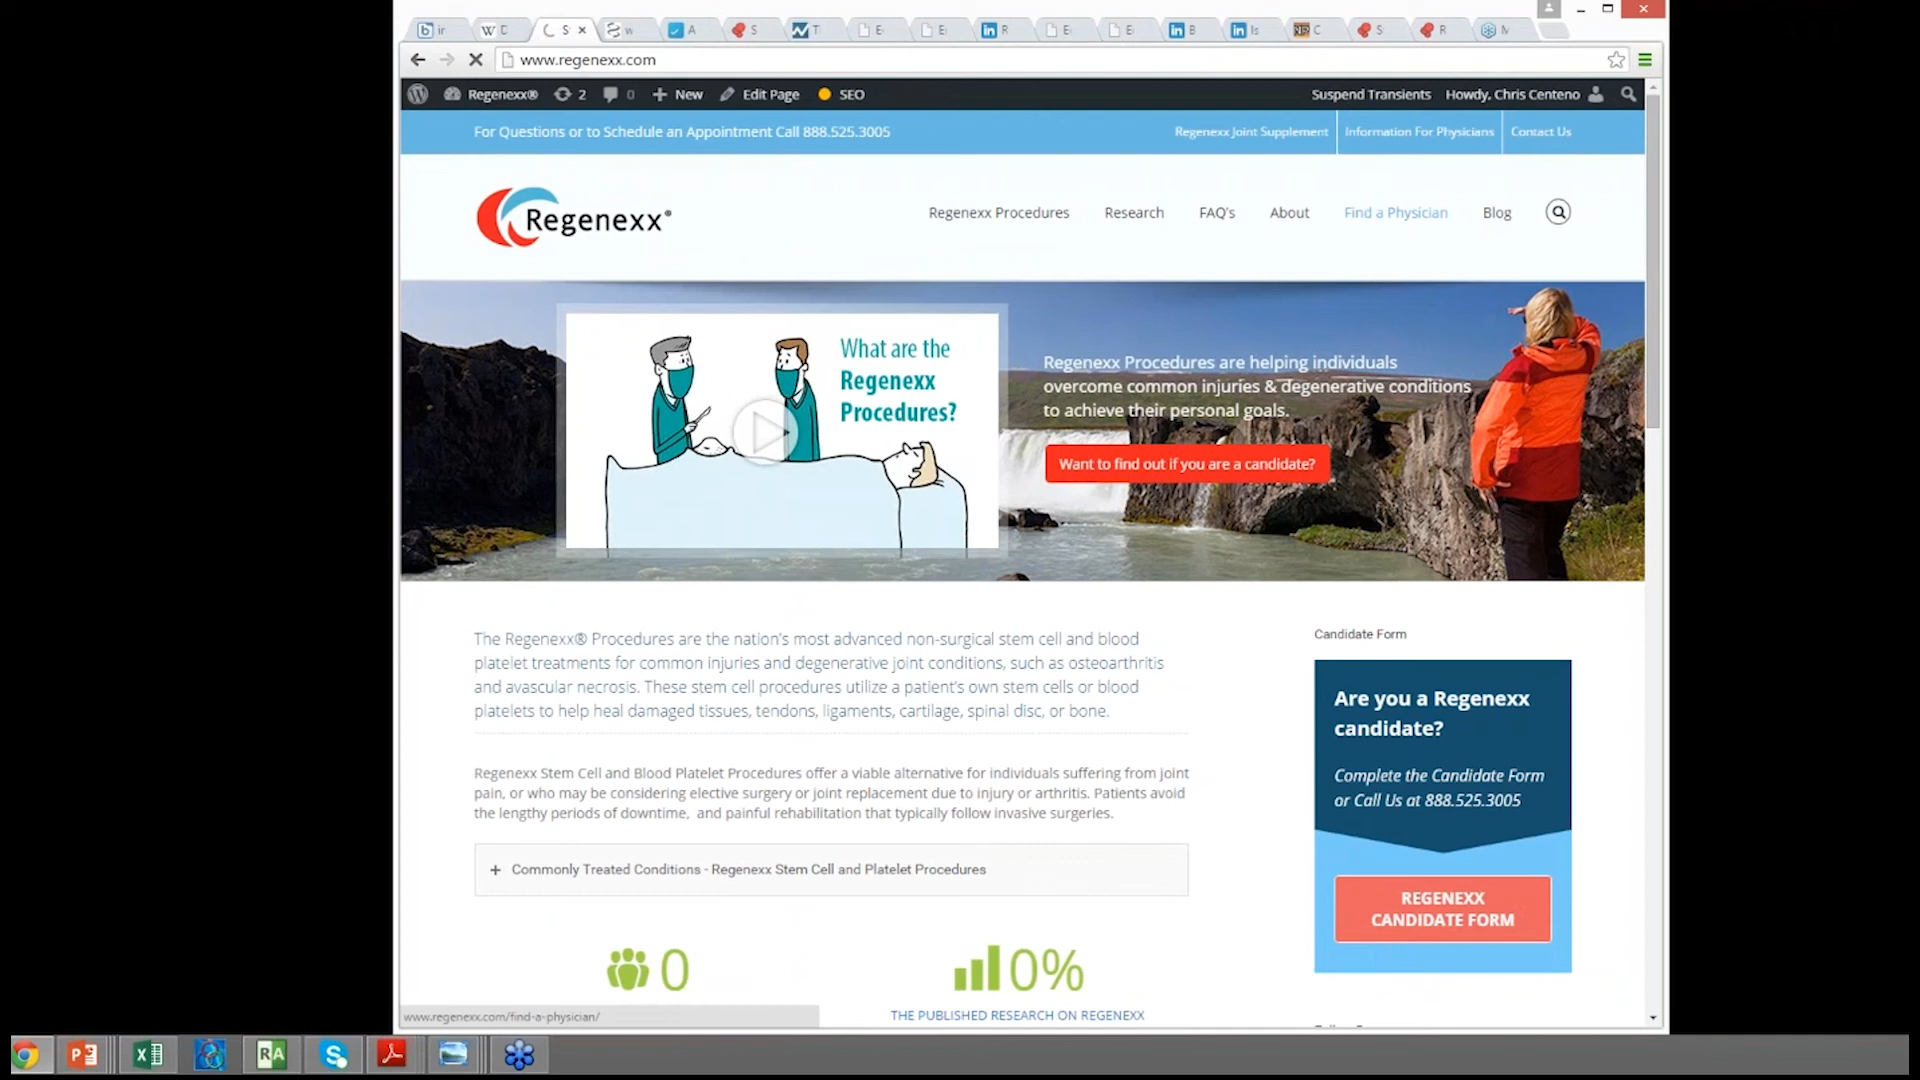 www.regenexx.com
Regenexx® 2 0 New Edit Page SEO Suspend Transients Howdy, Chris Centeno
For Questions or to Schedule an Appointment Call 888.525.3005 Regenexx Joint Supplement Information For Physicians Contact Us
Regenexx®
Regenexx Procedures Research FAQ's About Find a Physician Blog
What are the
Regenexx
Procedures?
Regenexx Procedures are helping individuals
overcome common injuries & degenerative conditions
to achieve their personal goals.
Want to find out if you are a candidate?
The Regenexx® Procedures are the nation's most advanced non-surgical stem cell and blood
platelet treatments for common injuries and degenerative joint conditions, such as osteoarthritis
and avascular necrosis. These stem cell procedures utilize a patient's own stem cells or blood
platelets to help heal damaged tissues, tendons, ligaments, cartilage, spinal disc, or bone.
Regenexx Stem Cell and Blood Platelet Procedures offer a viable alternative for individuals suffering from joint
pain, or who may be considering elective surgery or joint replacement due to injury or arthritis. Patients avoid
the lengthy periods of downtime, and painful rehabilitation that typically follow invasive surgeries.
+ Commonly Treated Conditions - Regenexx Stem Cell and Platelet Procedures
0
0%
THE PUBLISHED RESEARCH ON REGENEXX
Candidate Form
Are you a Regenexx
candidate?
Complete the Candidate Form
or Call Us at 888.525.3005
REGENEXX
CANDIDATE FORM
www.regenexx.com/find-a-physician/
RA